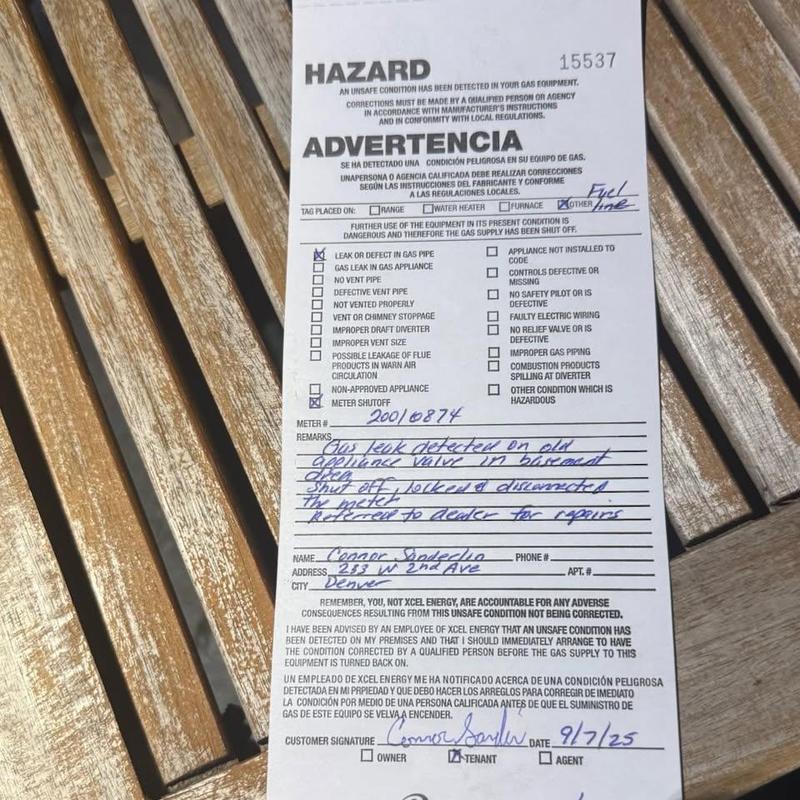 HAZARD
15537
AN UNSAFE CONDITION HAS BEEN DETECTED IN YOUR GAS EQUIPMENT.
CORRECTIONS MUST BE MADE BY A QUALIFIED PERSON OR AGENCY
IN ACCORDANCE WITH MANUFACTURER'S INSTRUCTIONS
AND IN CONFORMITY WITH LOCAL REGULATIONS.
ADVERTENCIA
SE HA DETECTADO UNA CONDICIÓN PELIGROSA EN SU EQUIPO DE GAS.
UNAPERSONA O AGENCIA CALIFICADA DEBE REALIZAR CORRECCIONES
SEGÚN LAS INSTRUCCIONES DEL FABRICANTE Y CONFORME
A LAS REGULACIONES LOCALES.
Fuel
TAG PLACED ON: RANGE WATER HEATER FURNACE OTHER line
FURTHER USE OF THE EQUIPMENT IN ITS PRESENT CONDITION IS
DANGEROUS AND THEREFORE THE GAS SUPPLY HAS BEEN SHUT OFF.
LEAK OR DEFECT IN GAS PIPE
GAS LEAK IN GAS APPLIANCE
NO VENT PIPE
DEFECTIVE VENT PIPE
NOT VENTED PROPERLY
VENT OR CHIMNEY STOPPAGE
IMPROPER DRAFT DIVERTER
IMPROPER VENT SIZE
POSSIBLE LEAKAGE OF FLUE
PRODUCTS IN WARN AIR
CIRCULATION
NON-APPROVED APPLIANCE
METER SHUTOFF
APPLIANCE NOT INSTALLED TO
CODE
CONTROLS DEFECTIVE OR
MISSING
NO SAFETY PILOT OR IS
DEFECTIVE
FAULTY ELECTRIC WIRING
NO RELIEF VALVE OR IS
DEFECTIVE
IMPROPER GAS PIPING
COMBUSTION PRODUCTS
SPILLING AT DIVERTER
OTHER CONDITION WHICH IS
HAZARDOUS
METER #
REMARKS Gas leak detected on old
appliance valve in basement
area
Shut off, locked & disconnected
the meter
Referred to dealer for repairs
NAME Connor Sanderlin PHONE #
ADDRESS 233 W 2nd Ave APT. #
CITY Denver
REMEMBER, YOU, NOT XCEL ENERGY, ARE ACCOUNTABLE FOR ANY ADVERSE
CONSEQUENCES RESULTING FROM THIS UNSAFE CONDITION NOT BEING CORRECTED.
I HAVE BEEN ADVISED BY AN EMPLOYEE OF XCEL ENERGY THAT AN UNSAFE CONDITION HAS
BEEN DETECTED ON MY PREMISES AND THAT I SHOULD IMMEDIATELY ARRANGE TO HAVE
THE CONDITION CORRECTED BY A QUALIFIED PERSON BEFORE THE GAS SUPPLY TO THIS
EQUIPMENT IS TURNED BACK ON.
UN EMPLEADO DE XCEL ENERGY ME HA NOTIFICADO ACERCA DE UNA CONDICIÓN PELIGROSA
DETECTADA EN MI PRPIEDAD Y QUE DEBO HACER LOS ARREGLOS PARA CORREGIR DE IMEDIATO
LA CONDICIÓN POR MEDIO DE UNA PERSONA CALIFICADA ANTES DE QUE EL SUMINISTRO DE
GAS DE ESTE EQUIPO SE VELVA A ENCENDER.
CUSTOMER SIGNATURE Connor DATE 9/7/25
OWNER TENANT AGENT